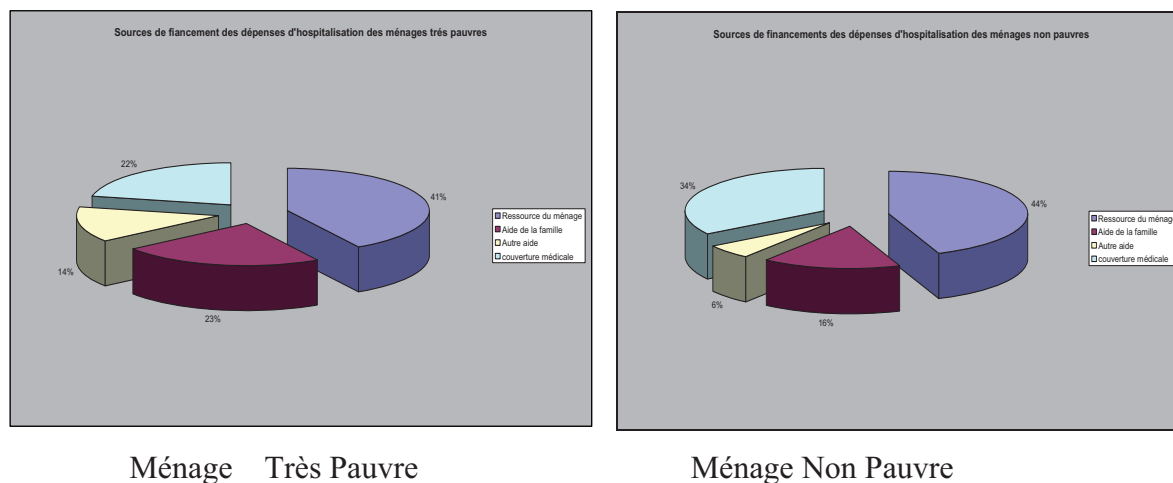 Sources de fiancement des dépenses d'hospitalisation des ménages trés pauvres
22%
41%
14%
23%
Ressource du ménage
Aide de la famille
Autre aide
couverture médicale
Sources de financements des dépenses d'hospitalisation des ménages non pauvres
34%
44%
6%
16%
Ressource du ménage
Aide de la famille
Autre aide
couverture médicale
Ménage Très Pauvre
Ménage Non Pauvre